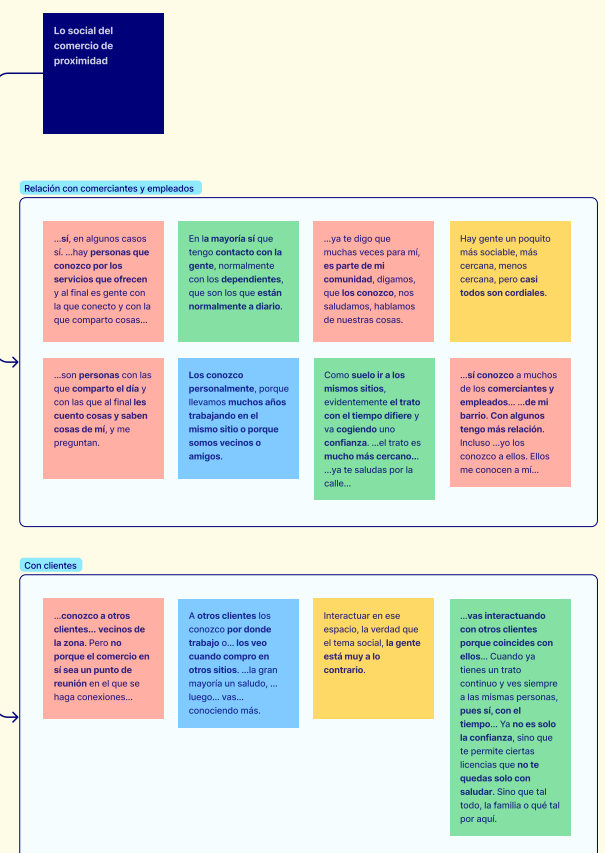 Lo social del
comercio de
proximidad
Relación con comerciantes y empleados
...sí, en algunos casos
sí. ...hay personas que
conozco por los
servicios que ofrecen
y al final es gente con
la que conecto y con la
que comparto cosas...
En la mayoría sí que
tengo contacto con la
gente, normalmente
con los dependientes,
que son los que están
normalmente a diario.
...ya te digo que
muchas veces para mí,
es parte de mi
comunidad, digamos,
que los conozco, nos
saludamos, hablamos
de nuestras cosas.
Hay gente un poquito
más sociable, más
cercana, menos
cercana, pero casi
todos son cordiales.
...son personas con las
que comparto el día y
con las que al final les
cuento cosas y saben
cosas de mí, y me
preguntan.
Los conozco
personalmente, porque
llevamos muchos años
trabajando en el
mismo sitio o porque
somos vecinos o
amigos.
Como suelo ir a los
mismos sitios,
evidentemente el trato
con el tiempo difiere y
va cogiendo uno
confianza. ...el trato es
mucho más cercano...
...ya te saludas por la
calle...
...sí conozco a muchos
de los comerciantes y
empleados... ...de mi
barrio. Con algunos
tengo más relación.
Incluso ...yo los
conozco a ellos. Ellos
me conocen a mí...
Con clientes
...conozco a otros
clientes... vecinos de
la zona. Pero no
porque el comercio en
sí sea un punto de
reunión en el que se
haga conexiones...
A otros clientes los
conozco por donde
trabajo o... los veo
cuando compro en
otros sitios. ...la gran
mayoría un saludo, ...
luego... vas...
conociendo más.
Interactuar en ese
espacio, la verdad que
el tema social, la gente
está muy a lo
contrario.
...vas interactuando
con otros clientes
porque coincides con
ellos... Cuando ya
tienes un trato
continuo y ves siempre
a las mismas personas,
pues sí, con el
tiempo... Ya no es solo
la confianza, sino que
te permite ciertas
licencias que no te
quedas solo con
saludar. Sino que tal
todo, la familia o qué tal
por aquí.